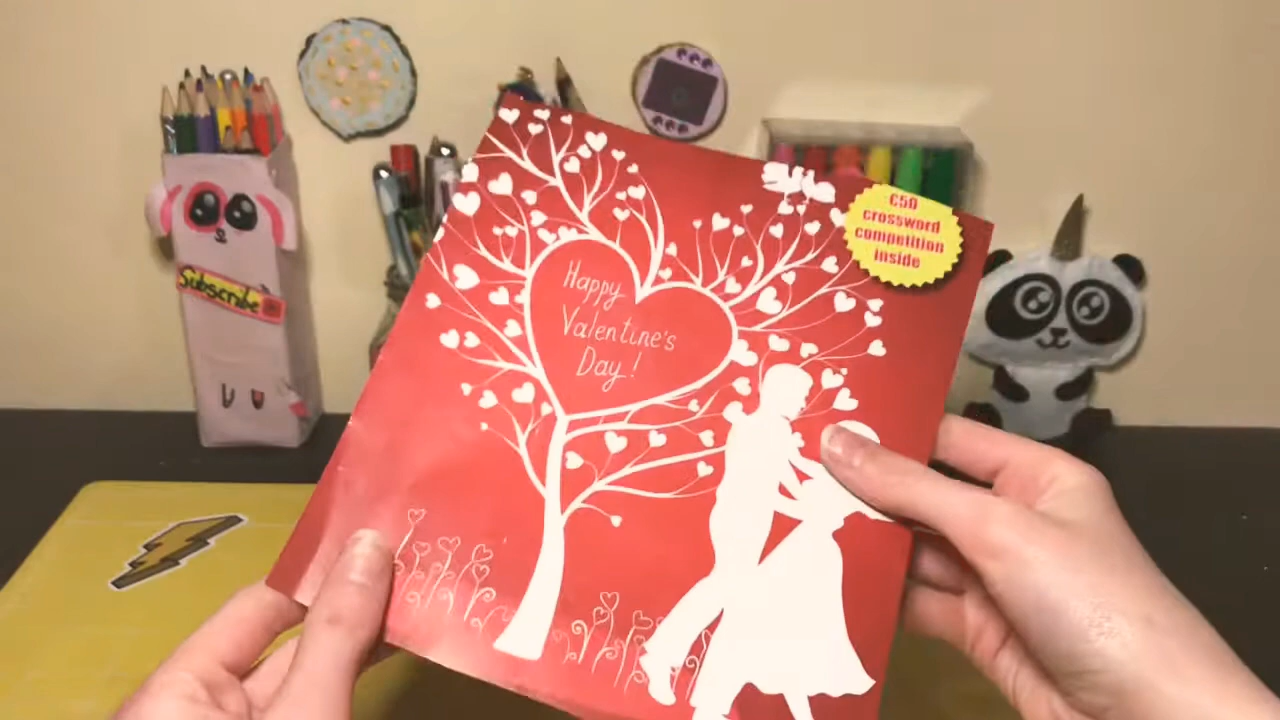 Happy
Valentine's
Day!
€50
crossword
competition
inside
Subscribe